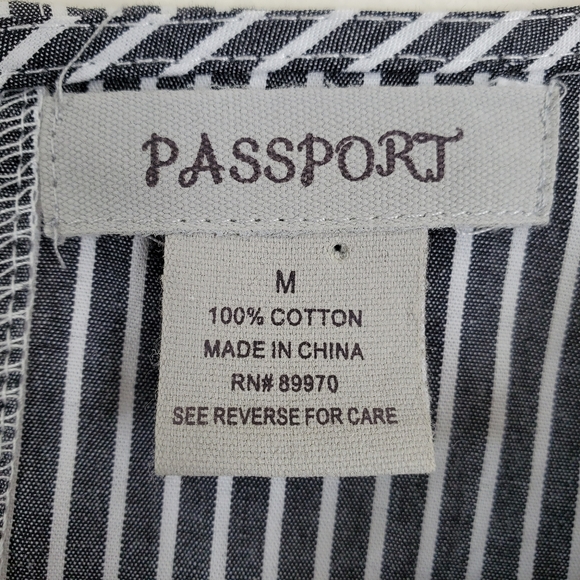 PASSPORT
M
100% COTTON
MADE IN CHINA
RN# 89970
SEE REVERSE FOR CARE